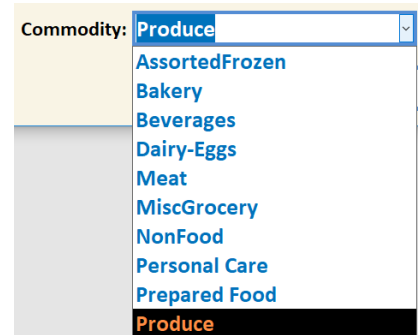 Commodity: Produce
AssortedFrozen
Bakery
Beverages
Dairy-Eggs
Meat
MiscGrocery
NonFood
Personal Care
Prepared Food
Produce